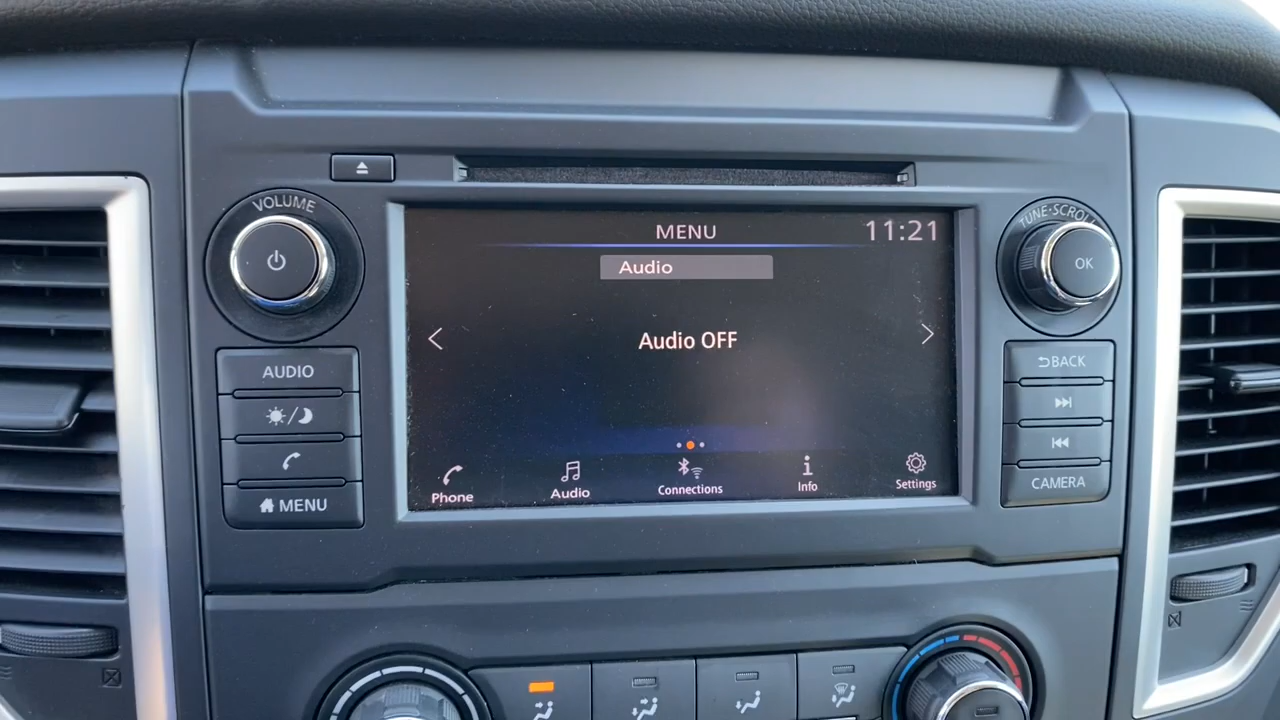 VOLUME
TUNE·SCROLL
MENU
11:21
Audio
OK
Audio OFF
AUDIO
BACK
MENU
CAMERA
Phone
Audio
Connections
Info
Settings